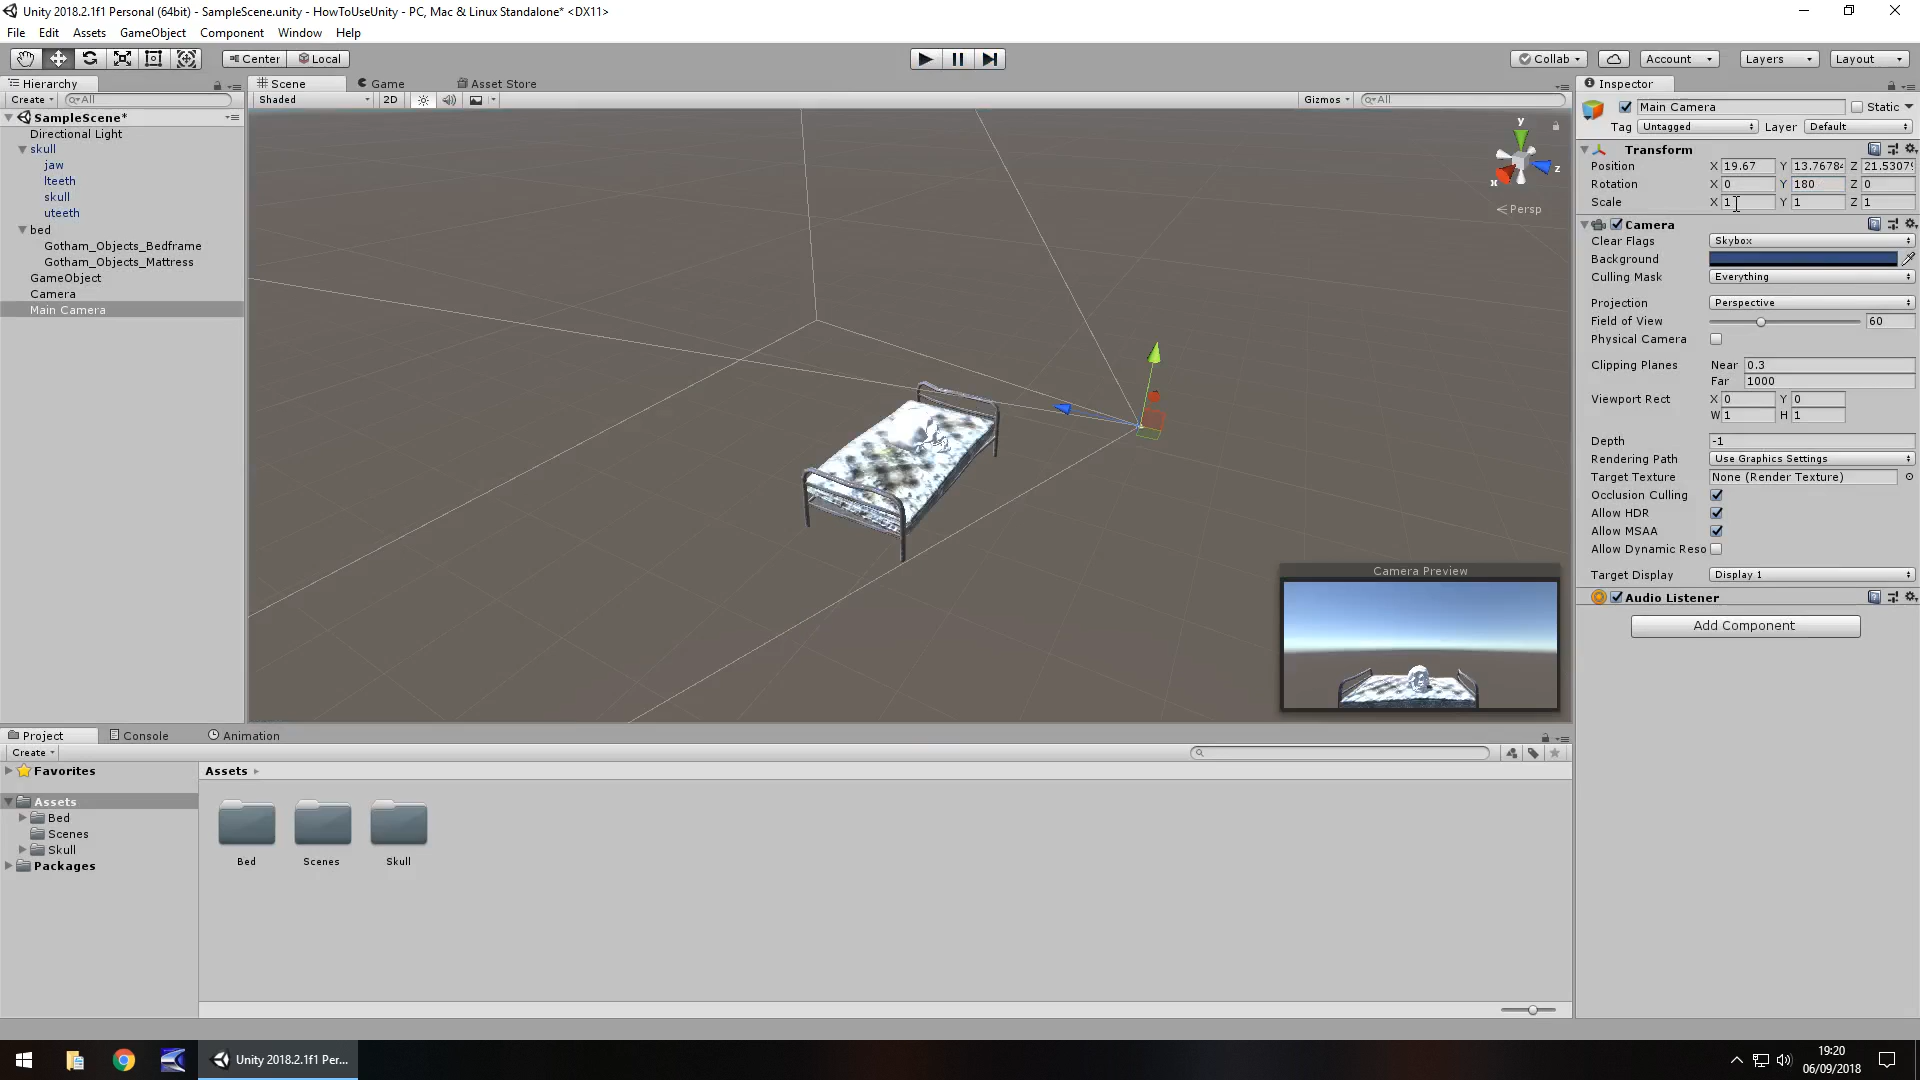 Unity 2018.2.1f1 Personal (64bit) - SampleScene.unity - HowToUseUnity - PC, Mac & Linux Standalone* <DX11>
File Edit Assets GameObject Component Window Help
Center Local Collab Account Layers Layout
Hierarchy
Create All
SampleScene*
Directional Light
skull
jaw
lteeth
skull
uteeth
bed
Gotham_Objects_Bedframe
Gotham_Objects_Mattress
GameObject
Camera
Main Camera
Scene Game Asset Store
Shaded 2D Gizmos All
y
z
x
Persp
Camera Preview
Inspector
Main Camera Static
Tag Untagged Layer Default
Transform
Position X 19.67 Y 13.76784 Z 21.5307
Rotation X 0 Y 180 Z 0
Scale X 1 Y 1 Z 1
Camera
Clear Flags Skybox
Background
Culling Mask Everything
Projection Perspective
Field of View 60
Physical Camera
Clipping Planes Near 0.3
Far 1000
Viewport Rect X 0 Y 0
W 1 H 1
Depth -1
Rendering Path Use Graphics Settings
Target Texture None (Render Texture)
Occlusion Culling
Allow HDR
Allow MSAA
Allow Dynamic Reso
Target Display Display 1
Audio Listener
Add Component
Project Console Animation
Create
Favorites
Assets
Bed
Scenes
Skull
Packages
Assets
Bed Scenes Skull
Unity 2018.2.1f1 Per...
19:20
06/09/2018